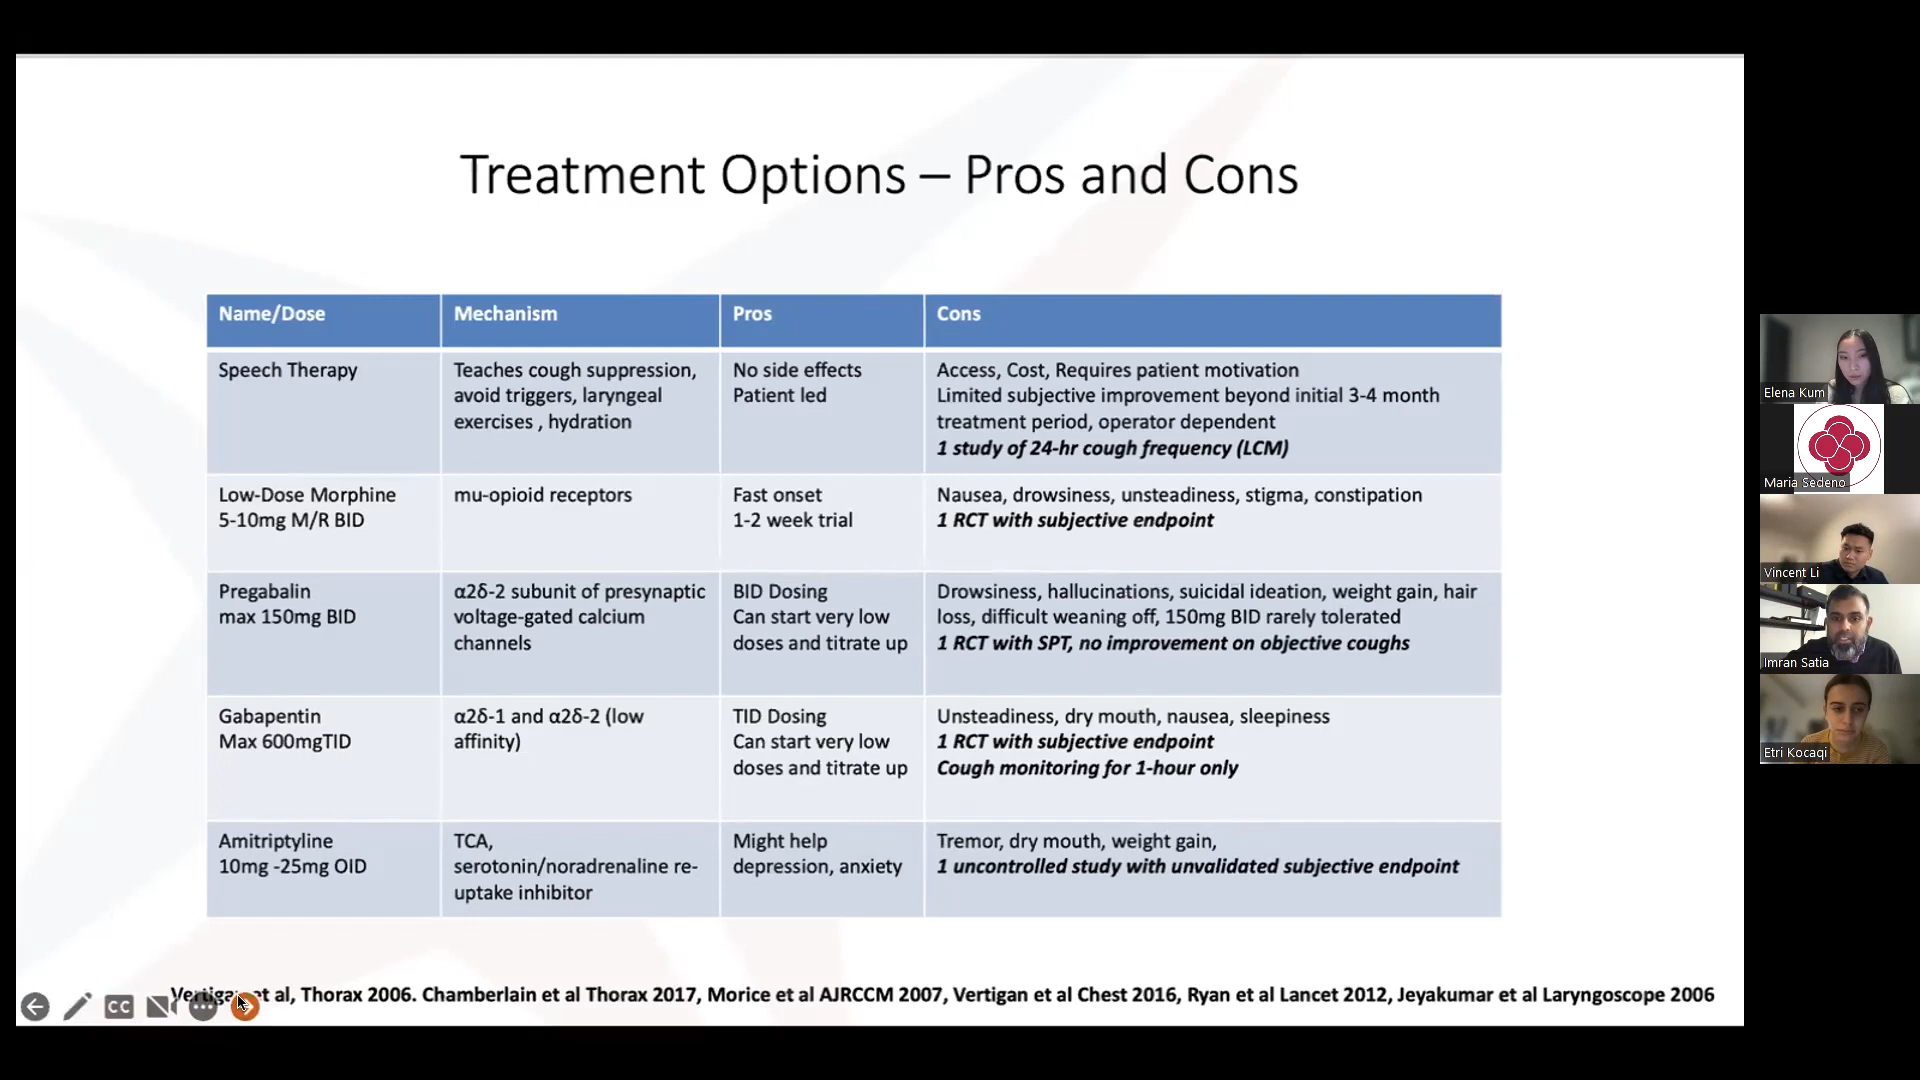 Treatment Options – Pros and Cons
Name/Dose
Mechanism
Pros
Cons
Speech Therapy
Teaches cough suppression,
avoid triggers, laryngeal
exercises , hydration
No side effects
Patient led
Access, Cost, Requires patient motivation
Limited subjective improvement beyond initial 3-4 month
treatment period, operator dependent
1 study of 24-hr cough frequency (LCM)
Low-Dose Morphine
5-10mg M/R BID
mu-opioid receptors
Fast onset
1-2 week trial
Nausea, drowsiness, unsteadiness, stigma, constipation
1 RCT with subjective endpoint
Pregabalin
max 150mg BID
α2δ-2 subunit of presynaptic
voltage-gated calcium
channels
BID Dosing
Can start very low
doses and titrate up
Drowsiness, hallucinations, suicidal ideation, weight gain, hair
loss, difficult weaning off, 150mg BID rarely tolerated
1 RCT with SPT, no improvement on objective coughs
Gabapentin
Max 600mgTID
α2δ-1 and α2δ-2 (low
affinity)
TID Dosing
Can start very low
doses and titrate up
Unsteadiness, dry mouth, nausea, sleepiness
1 RCT with subjective endpoint
Cough monitoring for 1-hour only
Amitriptyline
10mg -25mg OID
TCA,
serotonin/noradrenaline re-
uptake inhibitor
Might help
depression, anxiety
Tremor, dry mouth, weight gain,
1 uncontrolled study with unvalidated subjective endpoint
Vertigan et al, Thorax 2006. Chamberlain et al Thorax 2017, Morice et al AJRCCM 2007, Vertigan et al Chest 2016, Ryan et al Lancet 2012, Jeyakumar et al Laryngoscope 2006
CC
Elena Kum
Maria Sedeno
Vincent Li
Imran Satia
Etri Kocaqi